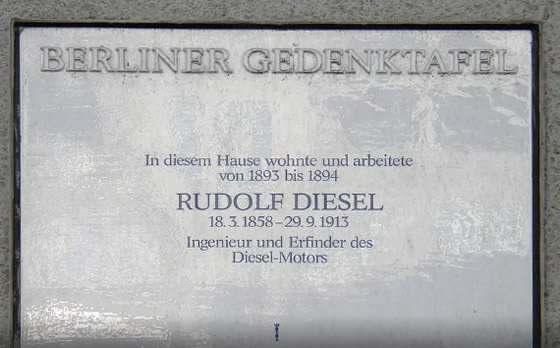 BERLINER GEDENKTAFEL
In diesem Hause wohnte und arbeitete
von 1893 bis 1894
RUDOLF DIESEL
18.3.1858–29.9.1913
Ingenieur und Erfinder des
Diesel-Motors